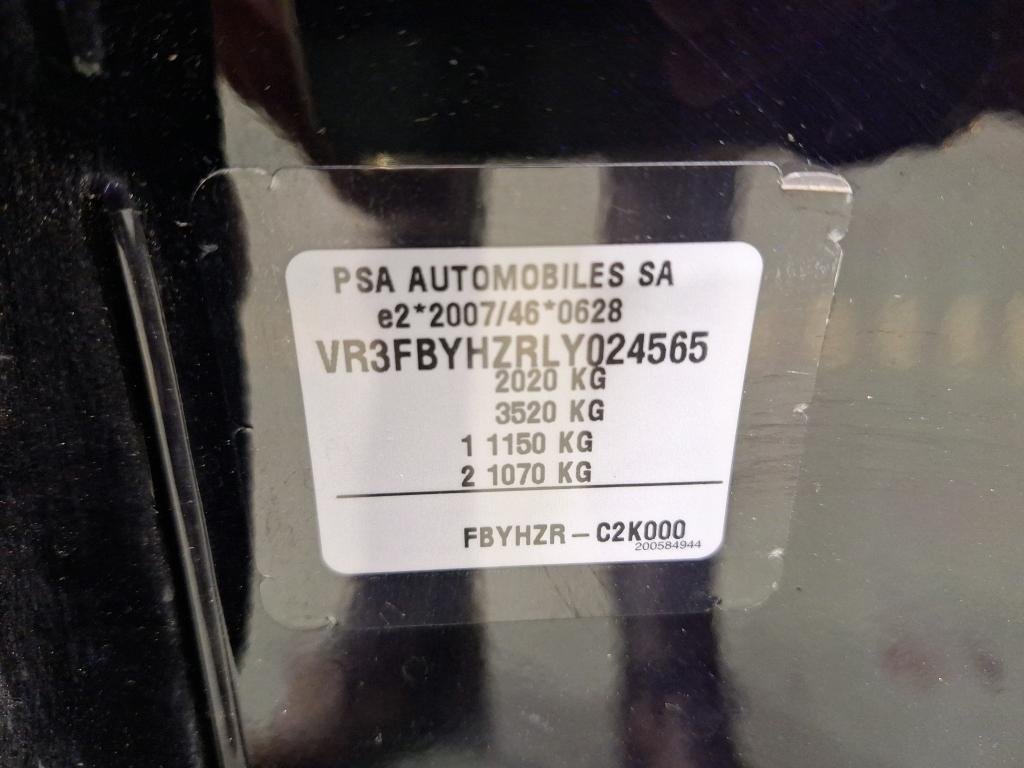 PSA AUTOMOBILES SA
e2*2007/46*0628
VR3FBYHZRLY024565
2020 KG
3520 KG
1 1150 KG
2 1070 KG
FBYHZR – C2K000
200584944